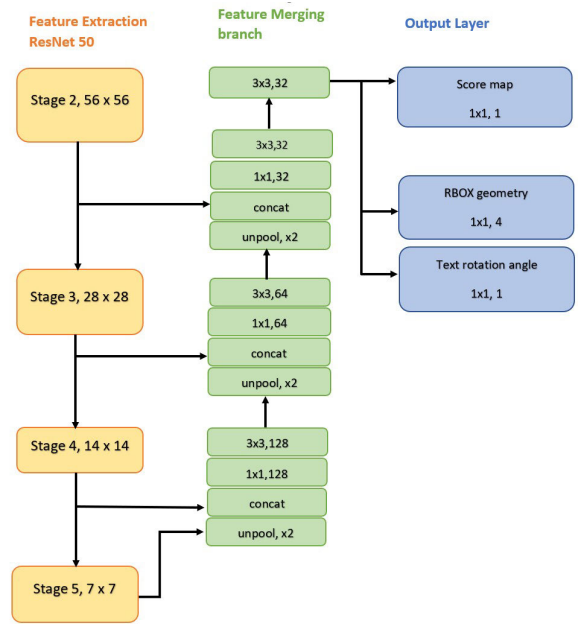 Feature Extraction
ResNet 50
Stage 2, 56 x 56
Stage 3, 28 x 28
Stage 4, 14 x 14
Stage 5, 7 x 7
Feature Merging
branch
3x3,32
3x3,32
1x1,32
concat
unpool, x2
3x3,64
1x1,64
concat
unpool, x2
3x3,128
1x1,128
concat
unpool, x2
Output Layer
Score map
1x1, 1
RBOX geometry
1x1, 4
Text rotation angle
1x1, 1